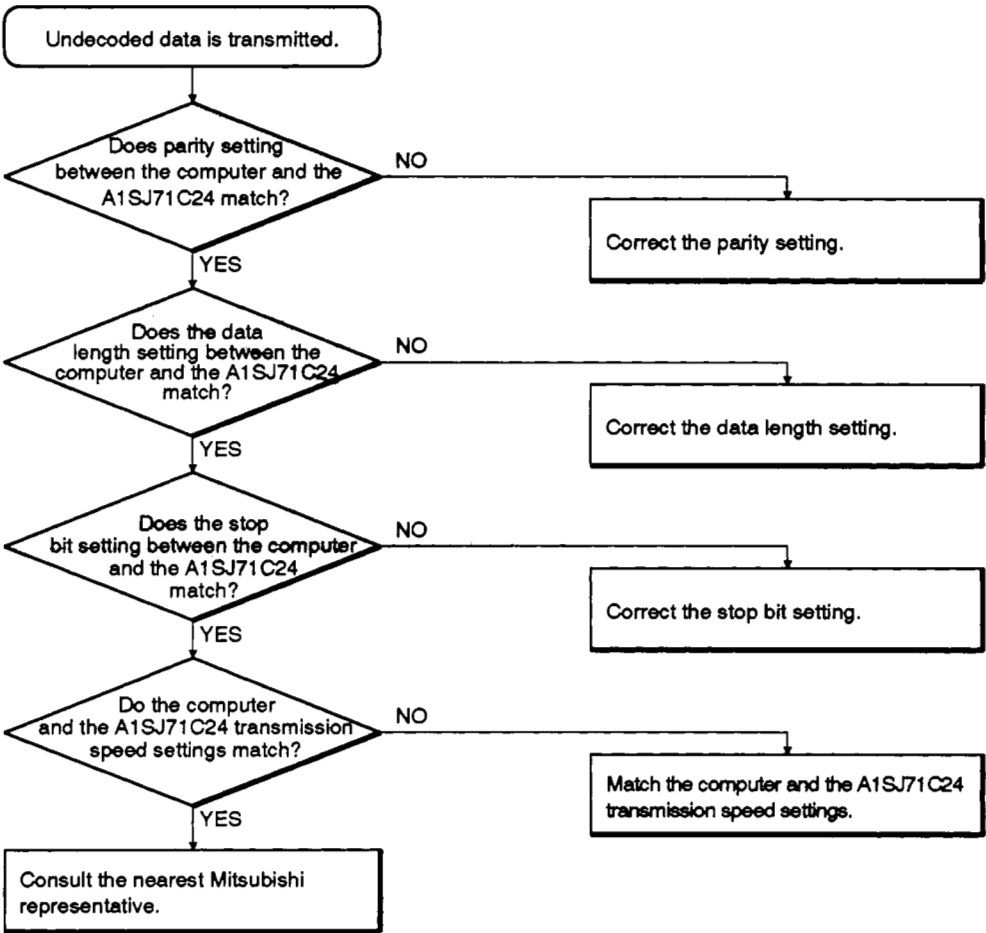 Undecoded data is transmitted.
Does parity setting
between the computer and the
A1SJ71C24 match?
NO
Correct the parity setting.
YES
Does the data
length setting between the
computer and the A1SJ71C24
match?
NO
Correct the data length setting.
YES
Does the stop
bit setting between the computer
and the A1SJ71C24
match?
NO
Correct the stop bit setting.
YES
Do the computer
and the A1SJ71C24 transmission
speed settings match?
NO
Match the computer and the A1SJ71C24
transmission speed settings.
YES
Consult the nearest Mitsubishi
representative.